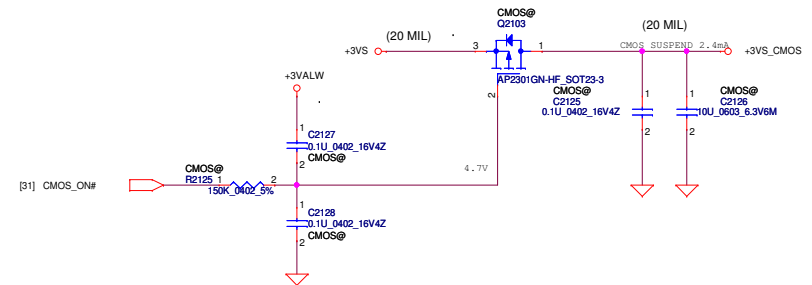 CMOS@
Q2103
(20 MIL)
(20 MIL)
+3VS
3
1
CMOS SUSPEND 2.4mA
+3VS_CMOS
AP2301GN-HF_SOT23-3
2
+3VALW
CMOS@
C2125
0.1U_0402_16V4Z
1
2
CMOS@
C2126
10U_0603_6.3V6M
1
2
1
C2127
0.1U_0402_16V4Z
CMOS@
2
4.7V
[31] CMOS_ON#
CMOS@
R2125
1
2
150K_0402_5%
1
C2128
0.1U_0402_16V4Z
CMOS@
2